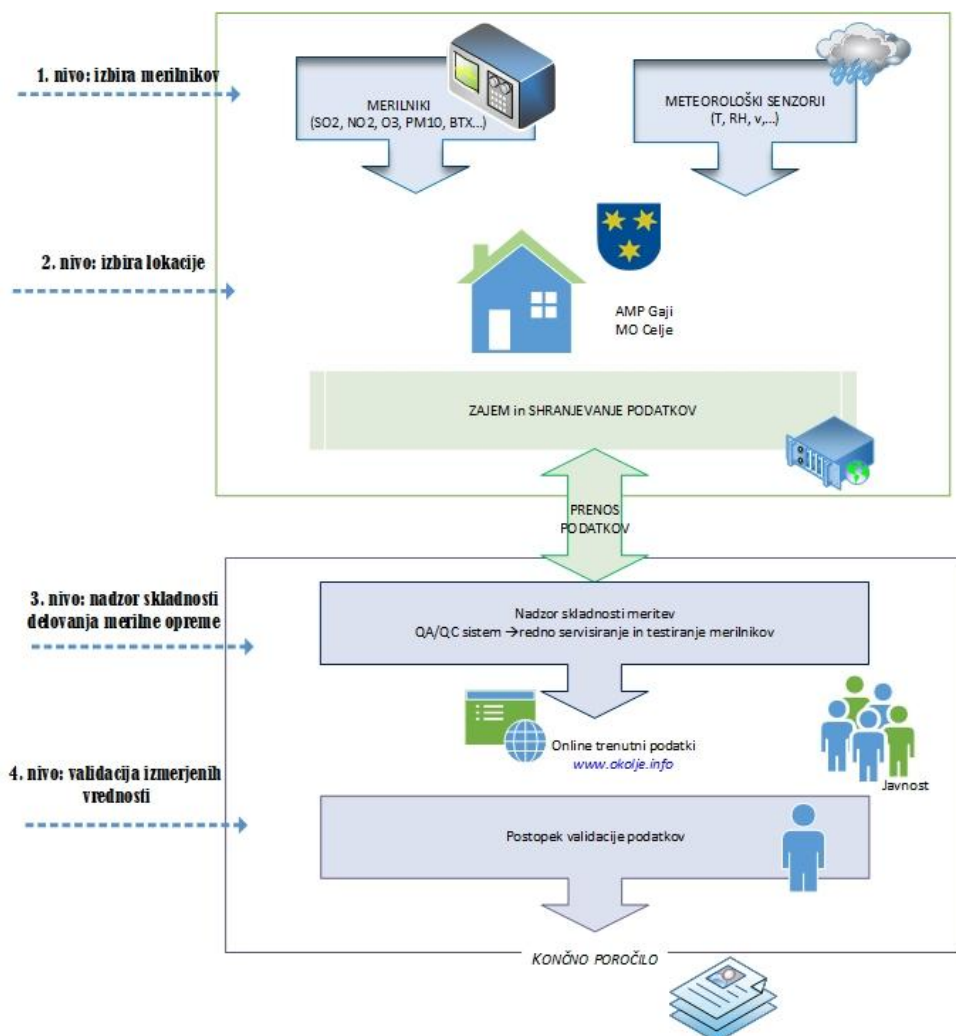 1. nivo: izbira merilnikov
MERILNIKI
(SO2, NO2, O3, PM10, BTX...)
METEOROLOŠKI SENZORJI
(T, RH, v,...)
2. nivo: izbira lokacije
AMP Gaji
MO Celje
ZAJEM in SHRANJEVANJE PODATKOV
PRENOS
PODATKOV
3. nivo: nadzor skladnosti
delovanja merilne opreme
Nadzor skladnosti meritev
QA/QC sistem →redno servisiranje in testiranje merilnikov
Online trenutni podatki
www.okolje.info
Javnost
4. nivo: validacija izmerjenih
vrednosti
Postopek validacije podatkov
KONČNO POROČILO